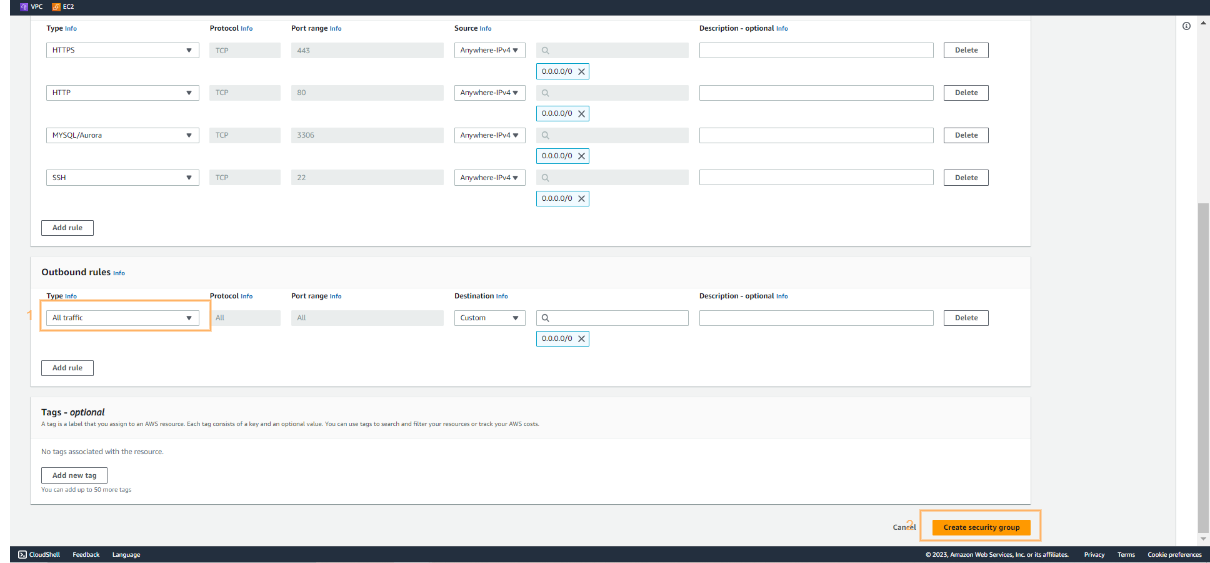 VPC EC2
Type Info Protocol Info Port range Info Source Info Description - optional Info
HTTPS TCP 443 Anywhere-IPv4 Delete
0.0.0.0/0
HTTP TCP 80 Anywhere-IPv4 Delete
0.0.0.0/0
MYSQL/Aurora TCP 3306 Anywhere-IPv4 Delete
0.0.0.0/0
SSH TCP 22 Anywhere-IPv4 Delete
0.0.0.0/0
Add rule
Outbound rules Info
Type Info Protocol Info Port range Info Destination Info Description - optional Info
1 All traffic All All Custom Delete
0.0.0.0/0
Add rule
Tags - optional
A tag is a label that you assign to an AWS resource. Each tag consists of a key and an optional value. You can use tags to search and filter your resources or track your AWS costs.
No tags associated with the resource.
Add new tag
You can add up to 50 more tags
Cancel 2 Create security group
CloudShell Feedback Language © 2023, Amazon Web Services, Inc. or its affiliates. Privacy Terms Cookie preferences